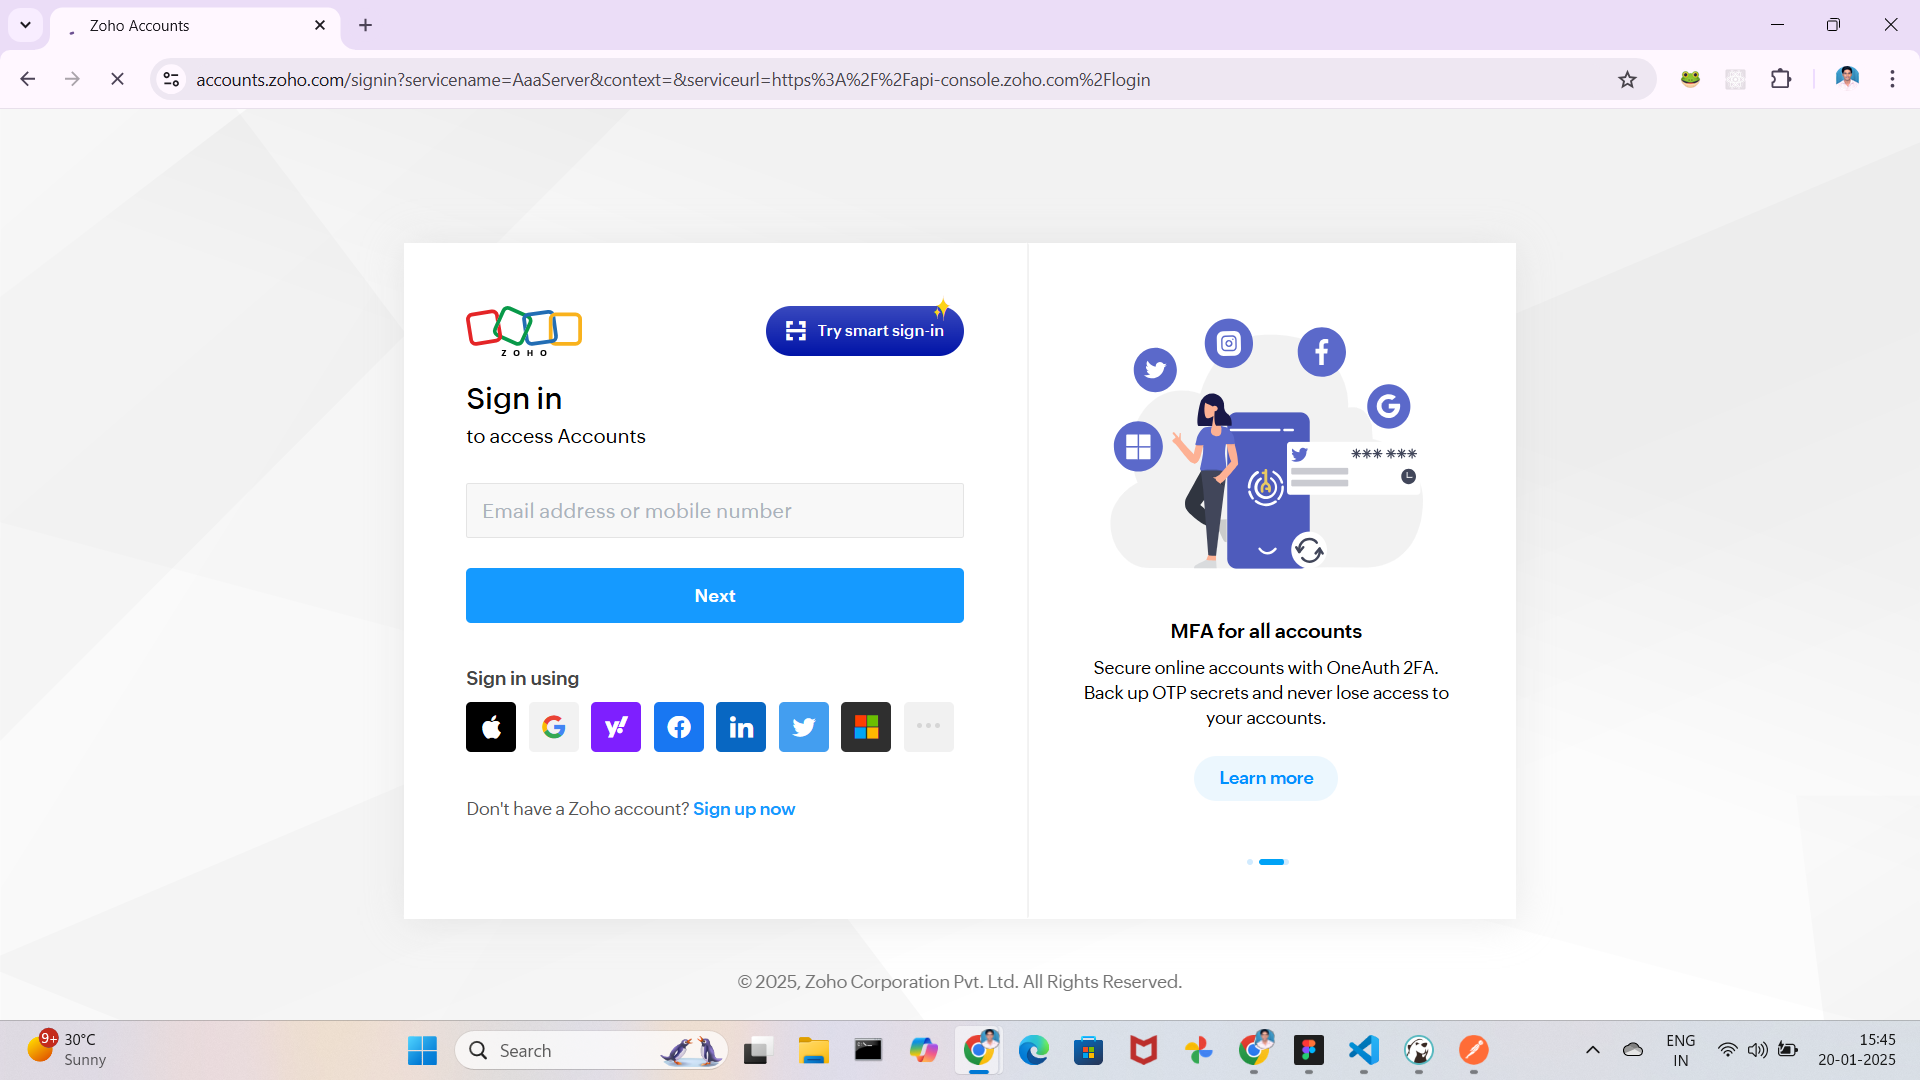 Zoho Accounts
accounts.zoho.com/signin?servicename=AaaServer&context=&serviceurl=https%3A%2F%2Fapi-console.zoho.com%2Flogin
ZOHO
Try smart sign-in
Sign in
to access Accounts
Email address or mobile number
Next
Sign in using
Don't have a Zoho account? Sign up now
*** ***
MFA for all accounts
Secure online accounts with OneAuth 2FA.
Back up OTP secrets and never lose access to
your accounts.
Learn more
© 2025, Zoho Corporation Pvt. Ltd. All Rights Reserved.
9+
30°C
Sunny
Search
ENG
IN
15:45
20-01-2025